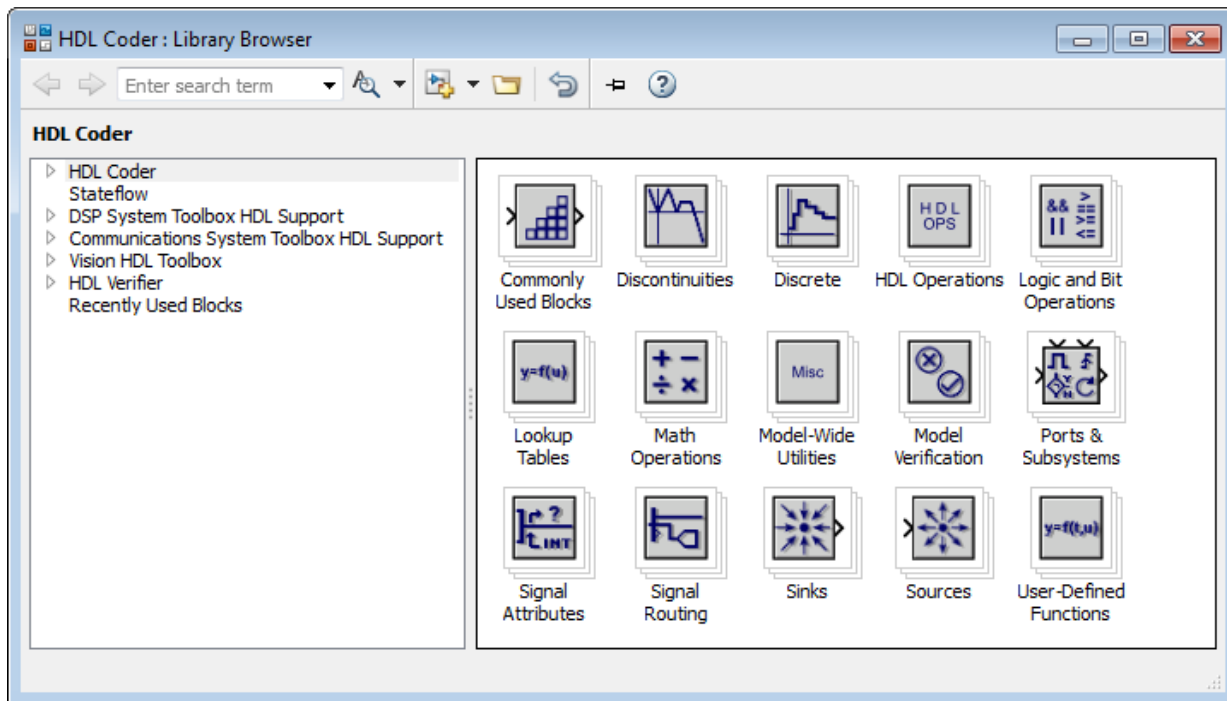 HDL Coder : Library Browser
Enter search term
HDL Coder
HDL Coder
Stateflow
DSP System Toolbox HDL Support
Communications System Toolbox HDL Support
Vision HDL Toolbox
HDL Verifier
Recently Used Blocks
HDL
OPS
&& >
==
>=
|| <=
Commonly
Used Blocks
Discontinuities
Discrete
HDL Operations
Logic and Bit
Operations
y=f(u)
+ −
÷ ×
Misc
Y
N
Lookup
Tables
Math
Operations
Model-Wide
Utilities
Model
Verification
Ports &
Subsystems
?
INT
y=f(t,u)
Signal
Attributes
Signal
Routing
Sinks
Sources
User-Defined
Functions